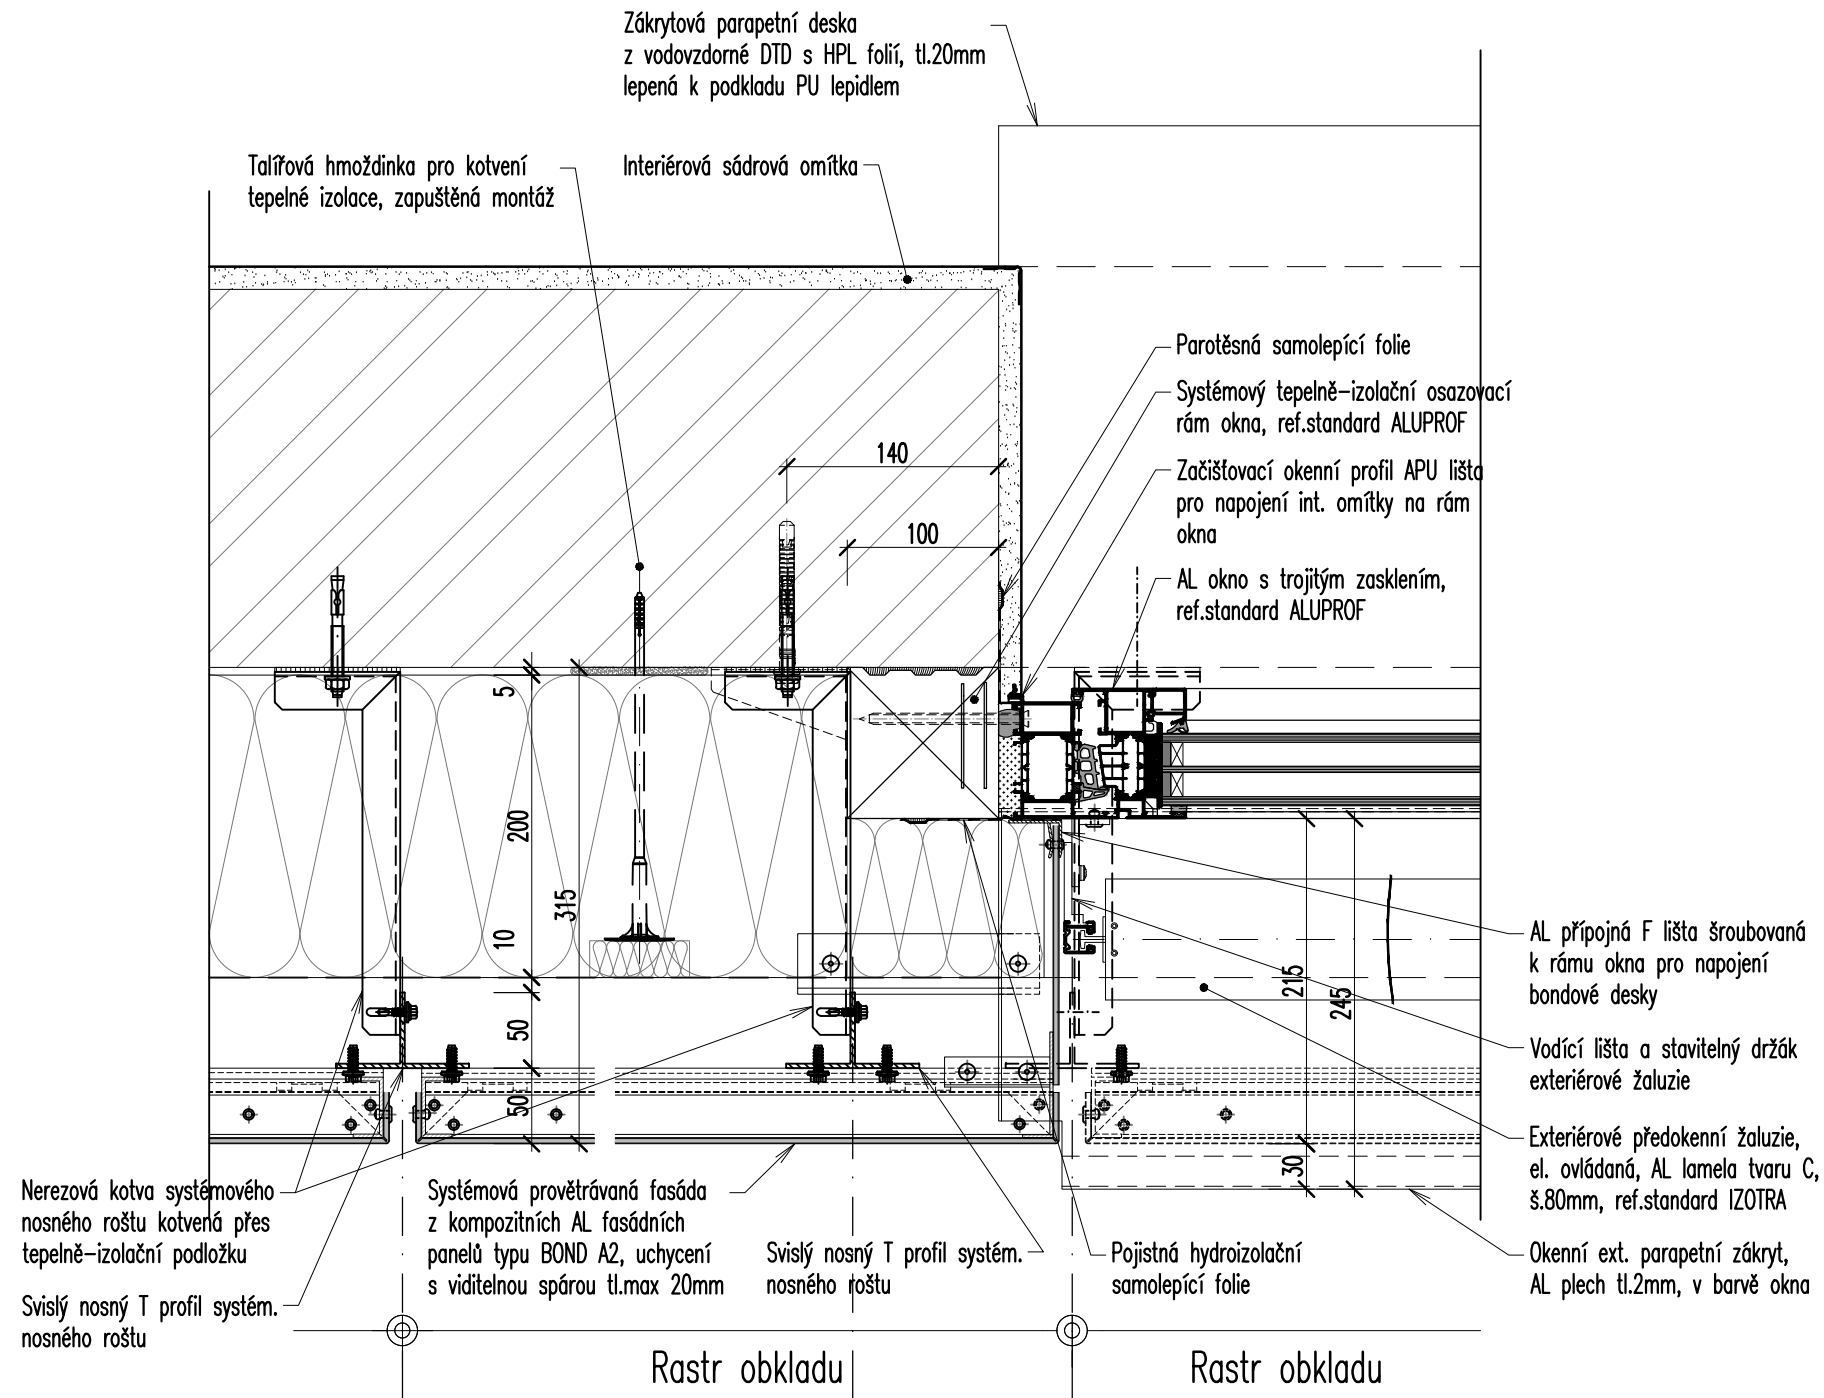 Zákrytová parapetní deska
z vodovzdorné DTD s HPL folií, tl.20mm
lepená k podkladu PU lepidlem
Talířová hmoždinka pro kotvení
tepelné izolace, zapuštěná montáž
Interiérová sádrová omítka
Parotěsná samolepící folie
Systémový tepelně-izolační osazovací
rám okna, ref.standard ALUPROF
Začišťovací okenní profil APU lišta
pro napojení int. omítky na rám
okna
AL okno s trojitým zasklením,
ref.standard ALUPROF
140
100
5
200
315
10
50
50
215
245
30
AL přípojná F lišta šroubovaná
k rámu okna pro napojení
bondové desky
Vodící lišta a stavitelný držák
exteriérové žaluzie
Exteriérové předokenní žaluzie,
el. ovládaná, AL lamela tvaru C,
š.80mm, ref.standard IZOTRA
Okenní ext. parapetní zákryt,
AL plech tl.2mm, v barvě okna
Nerezová kotva systémového
nosného roštu kotvená přes
tepelně-izolační podložku
Svislý nosný T profil systém.
nosného roštu
Systémová provětrávaná fasáda
z kompozitních AL fasádních
panelů typu BOND A2, uchycení
s viditelnou spárou tl.max 20mm
Svislý nosný T profil systém.
nosného roštu
Pojistná hydroizolační
samolepící folie
Rastr obkladu
Rastr obkladu